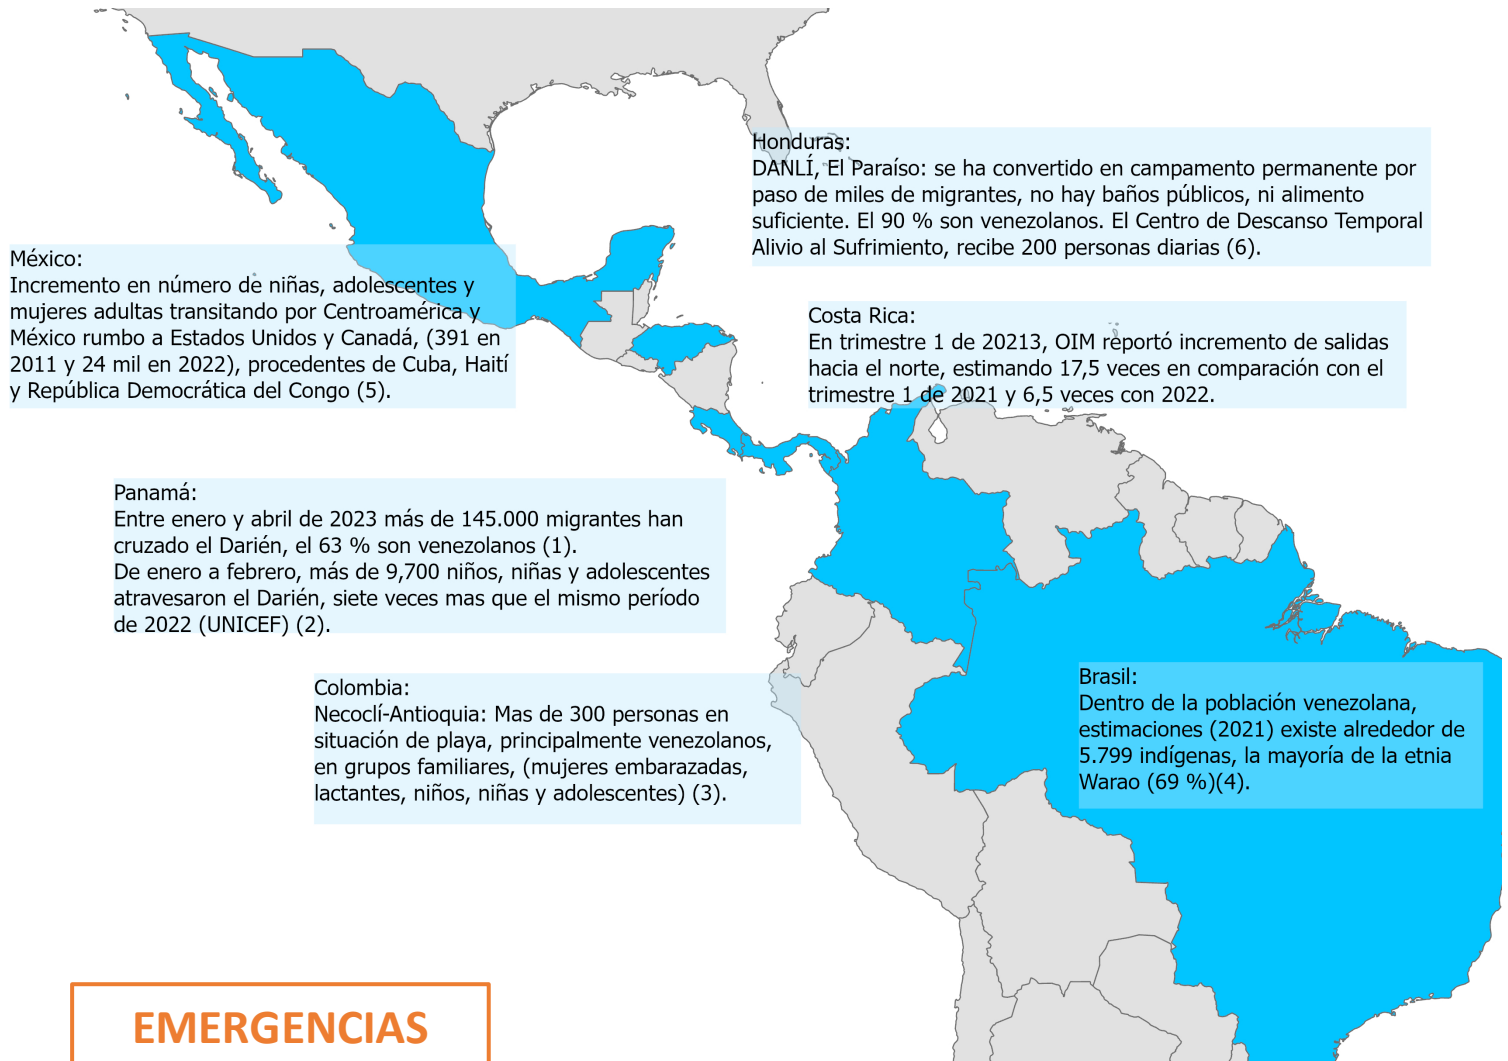 Honduras:
DANLÍ, El Paraíso: se ha convertido en campamento permanente por
paso de miles de migrantes, no hay baños públicos, ni alimento
suficiente. El 90 % son venezolanos. El Centro de Descanso Temporal
Alivio al Sufrimiento, recibe 200 personas diarias (6).
México:
Incremento en número de niñas, adolescentes y
mujeres adultas transitando por Centroamérica y
México rumbo a Estados Unidos y Canadá, (391 en
2011 y 24 mil en 2022), procedentes de Cuba, Haití
y República Democrática del Congo (5).
Costa Rica:
En trimestre 1 de 20213, OIM reportó incremento de salidas
hacia el norte, estimando 17,5 veces en comparación con el
trimestre 1 de 2021 y 6,5 veces con 2022.
Panamá:
Entre enero y abril de 2023 más de 145.000 migrantes han
cruzado el Darién, el 63 % son venezolanos (1).
De enero a febrero, más de 9,700 niños, niñas y adolescentes
atravesaron el Darién, siete veces mas que el mismo período
de 2022 (UNICEF) (2).
Colombia:
Necoclí-Antioquia: Mas de 300 personas en
situación de playa, principalmente venezolanos,
en grupos familiares, (mujeres embarazadas,
lactantes, niños, niñas y adolescentes) (3).
Brasil:
Dentro de la población venezolana,
estimaciones (2021) existe alrededor de
5.799 indígenas, la mayoría de la etnia
Warao (69 %)(4).
EMERGENCIAS